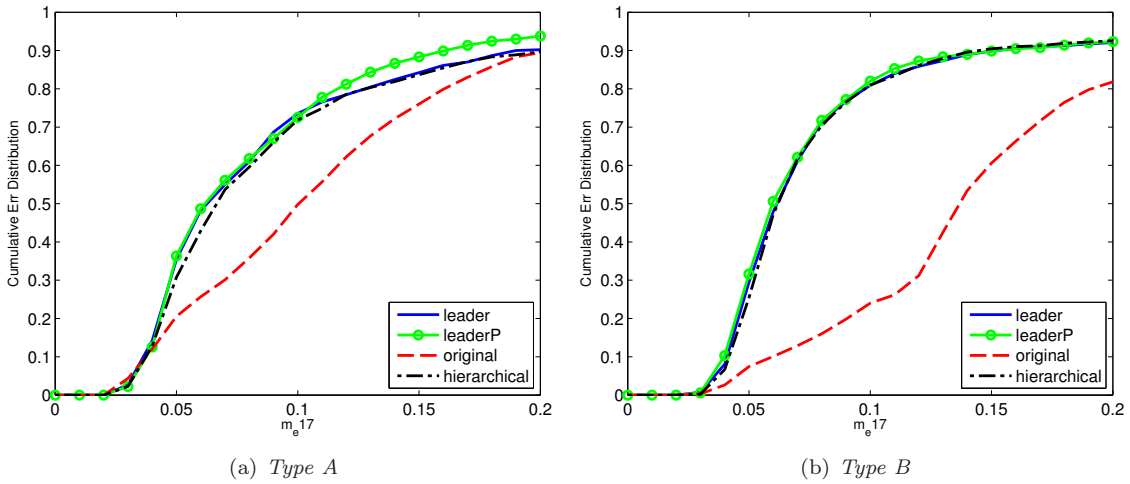 Cumulative Err Distribution
1
0.9
0.8
0.7
0.6
0.5
0.4
0.3
0.2
0.1
0
0 0.05 0.1 0.15 0.2
m_e17
leader
leaderP
original
hierarchical
(a) Type A
Cumulative Err Distribution
1
0.9
0.8
0.7
0.6
0.5
0.4
0.3
0.2
0.1
0
0 0.05 0.1 0.15 0.2
m_e17
leader
leaderP
original
hierarchical
(b) Type B